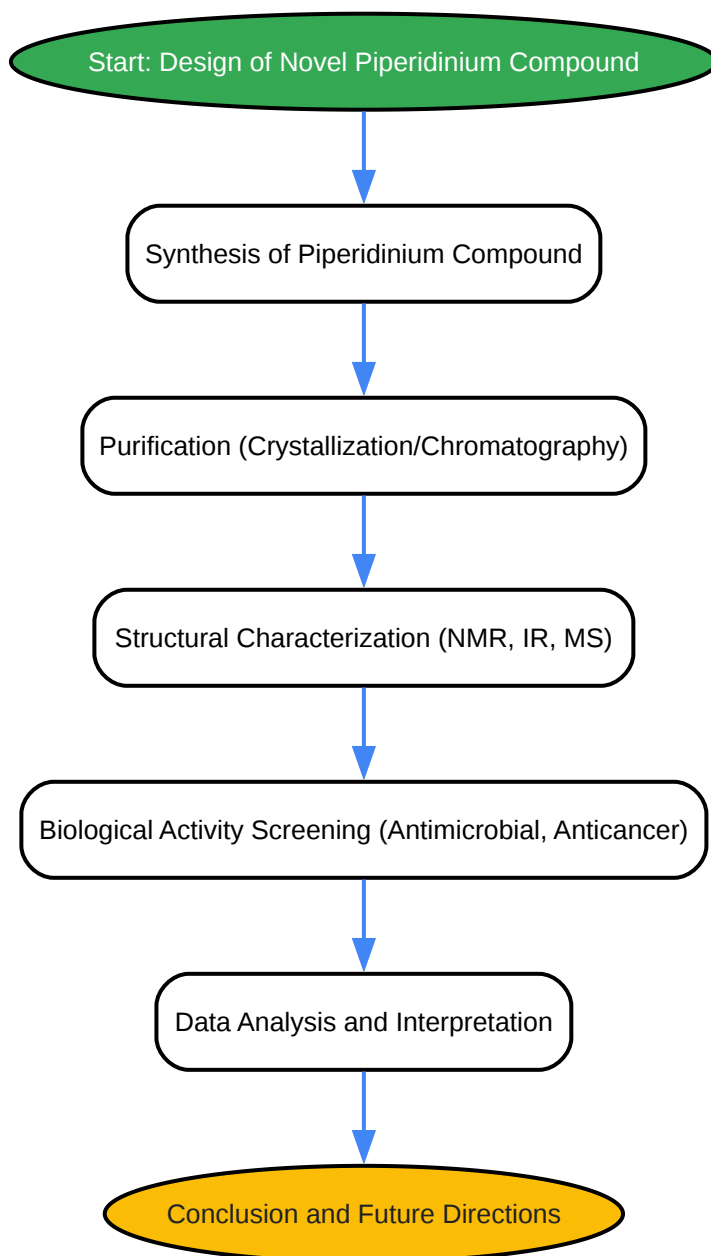 Start: Design of Novel Piperidinium Compound
Synthesis of Piperidinium Compound
Purification (Crystallization/Chromatography)
Structural Characterization (NMR, IR, MS)
Biological Activity Screening (Antimicrobial, Anticancer)
Data Analysis and Interpretation
Conclusion and Future Directions